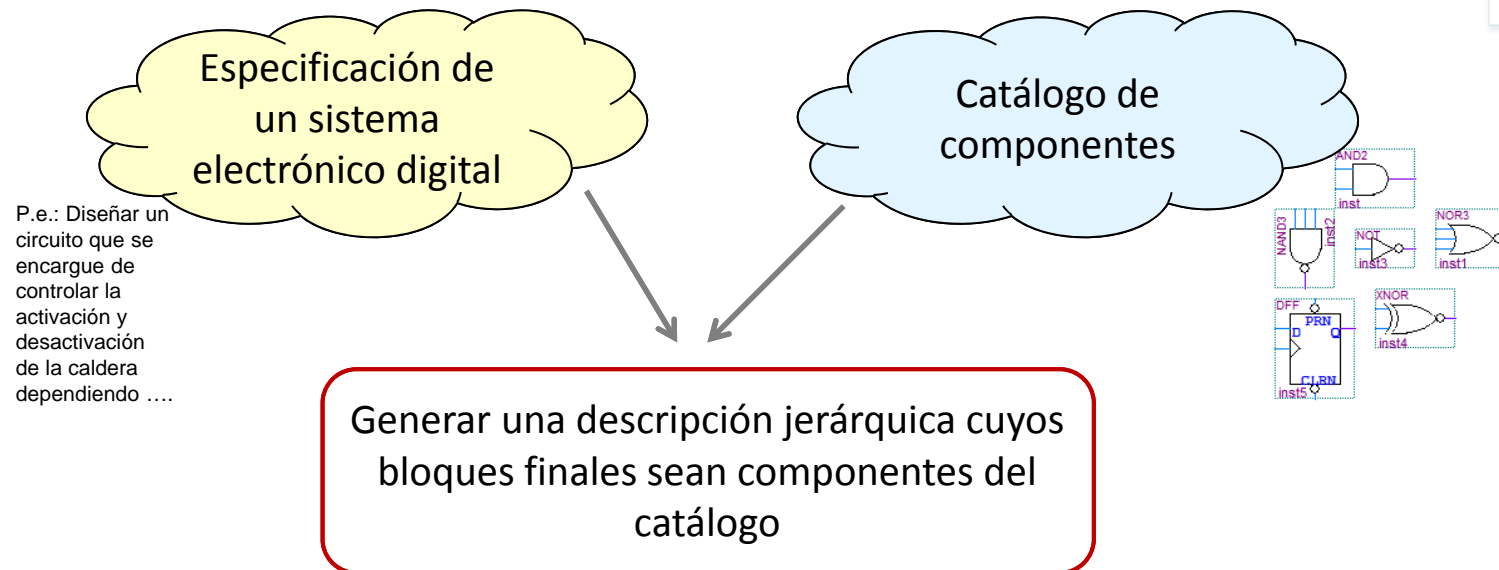 Especificación de
un sistema
electrónico digital
Catálogo de
componentes
P.e.: Diseñar un
circuito que se
encargue de
controlar la
activación y
desactivación
de la caldera
dependiendo ….
AND2
inst
NAND3
inst2
NOT
inst3
NOR3
inst1
DFF
PRN
D
Q
CLRN
inst5
XNOR
inst4
Generar una descripción jerárquica cuyos
bloques finales sean componentes del
catálogo